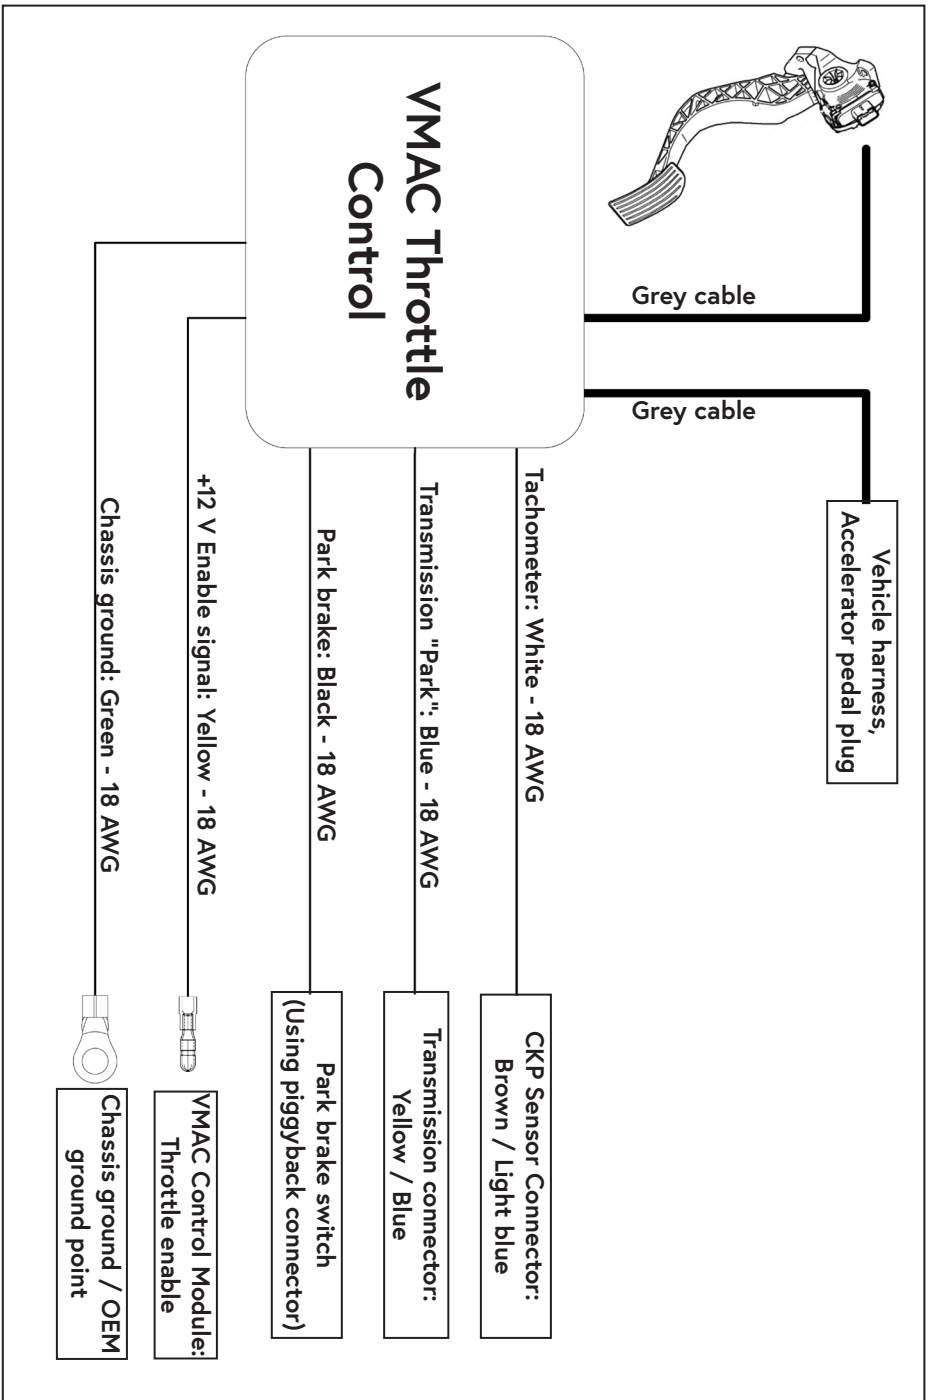 VMAC Throttle
Control
Grey cable
Grey cable
Vehicle harness,
Accelerator pedal plug
Tachometer: White - 18 AWG
CKP Sensor Connector:
Brown / Light blue
Transmission "Park": Blue - 18 AWG
Transmission connector:
Yellow / Blue
Park brake: Black - 18 AWG
Park brake switch
(Using piggyback connector)
+12 V Enable signal: Yellow - 18 AWG
VMAC Control Module:
Throttle enable
Chassis ground: Green - 18 AWG
Chassis ground / OEM
ground point